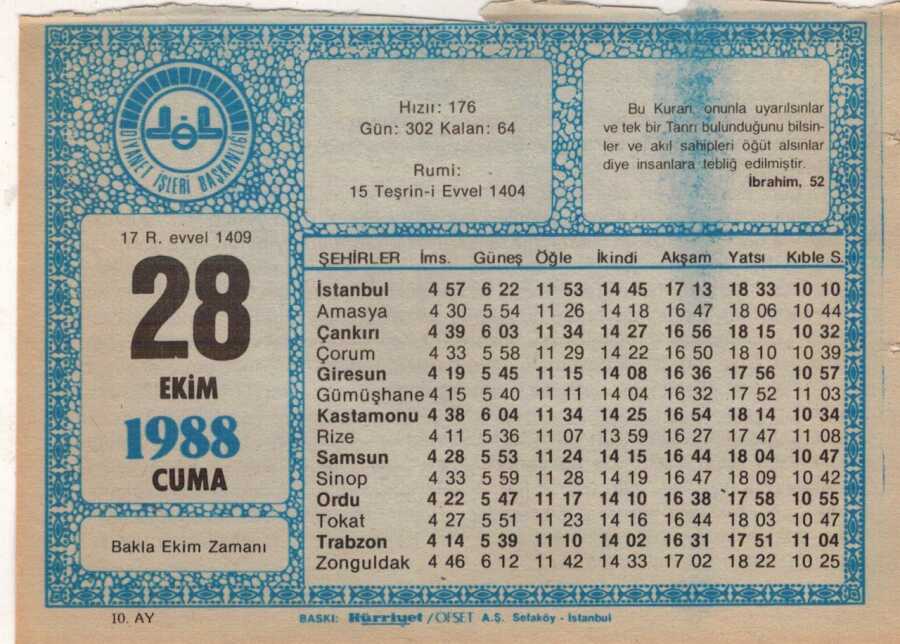 DİYANET İŞLERİ BAŞKANLIĞI
Hızır: 176
Gün: 302 Kalan: 64
Rumi:
15 Teşrin-i Evvel 1404
Bu Kuran, onunla uyarılsınlar
ve tek bir Tanrı bulunduğunu bilsin-
ler ve akıl sahipleri öğüt alsınlar
diye insanlara tebliğ edilmiştir.
İbrahim, 52
17 R. evvel 1409
28
EKİM
1988
CUMA
Bakla Ekim Zamanı
ŞEHİRLER İms. Güneş Öğle İkindi Akşam Yatsı Kıble S.
İstanbul 4 57 6 22 11 53 14 45 17 13 18 33 10 10
Amasya 4 30 5 54 11 26 14 18 16 47 18 06 10 44
Çankırı 4 39 6 03 11 34 14 27 16 56 18 15 10 32
Çorum 4 33 5 58 11 29 14 22 16 50 18 10 10 39
Giresun 4 19 5 45 11 15 14 08 16 36 17 56 10 57
Gümüşhane 4 15 5 40 11 11 14 04 16 32 17 52 11 03
Kastamonu 4 38 6 04 11 34 14 25 16 54 18 14 10 34
Rize 4 11 5 36 11 07 13 59 16 27 17 47 11 08
Samsun 4 28 5 53 11 24 14 15 16 44 18 04 10 47
Sinop 4 33 5 59 11 28 14 19 16 47 18 09 10 42
Ordu 4 22 5 47 11 17 14 10 16 38 17 58 10 55
Tokat 4 27 5 51 11 23 14 16 16 44 18 03 10 47
Trabzon 4 14 5 39 11 10 14 02 16 31 17 51 11 04
Zonguldak 4 46 6 12 11 42 14 33 17 02 18 22 10 25
10. AY
BASKI: Hürriyet / OFSET A.Ş. Sefaköy - İstanbul